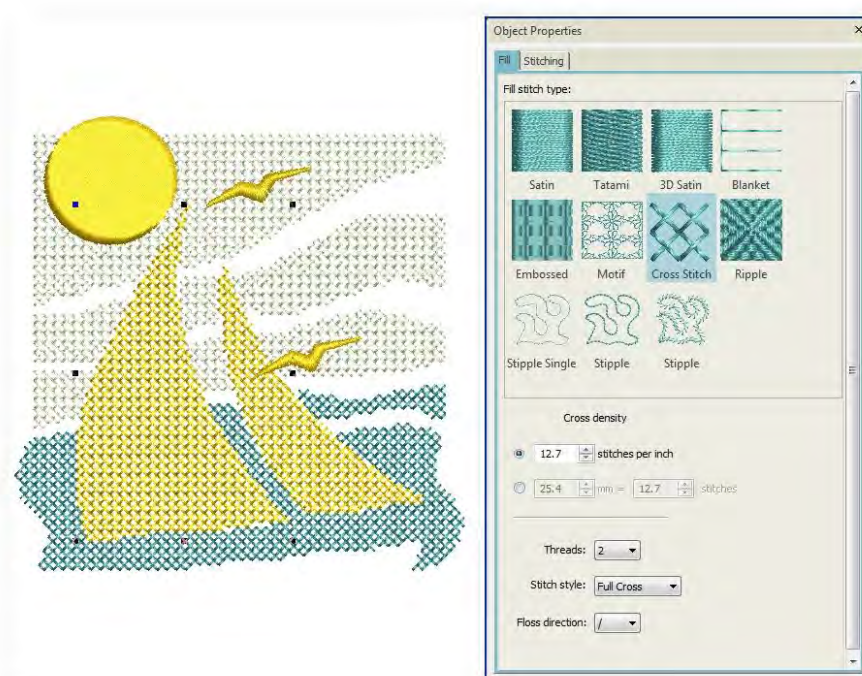 Object Properties
Fill Stitching
Fill stitch type:
Satin Tatami 3D Satin Blanket
Embossed Motif Cross Stitch Ripple
Stipple Single Stipple Stipple
Cross density
12.7 stitches per inch
25.4 mm = 12.7 stitches
Threads: 2
Stitch style: Full Cross
Floss direction: /